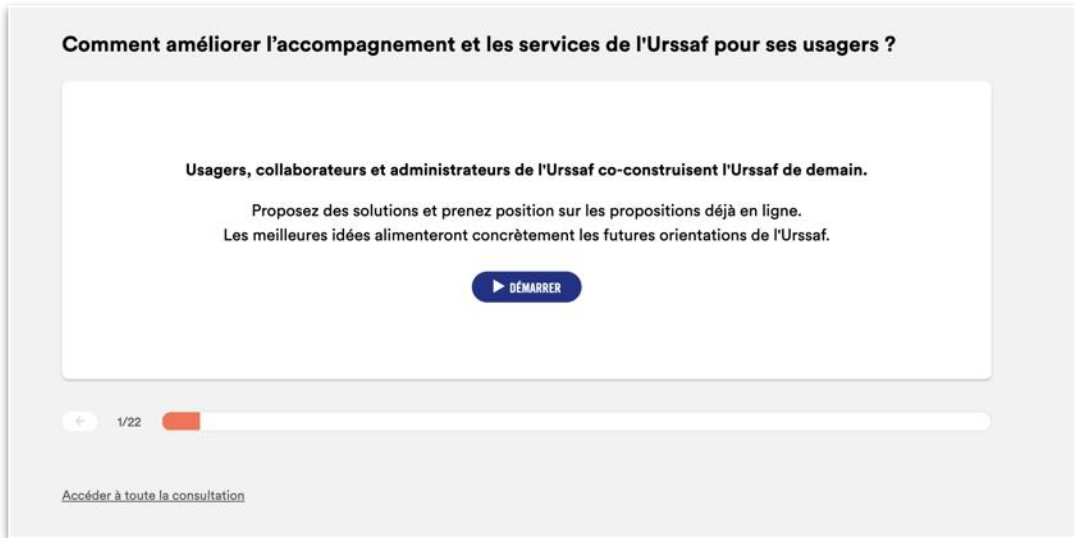 Comment améliorer l’accompagnement et les services de l'Urssaf pour ses usagers ?
Usagers, collaborateurs et administrateurs de l'Urssaf co-construisent l'Urssaf de demain.
Proposez des solutions et prenez position sur les propositions déjà en ligne.
Les meilleures idées alimenteront concrètement les futures orientations de l'Urssaf.
DÉMARRER
1/22
Accéder à toute la consultation